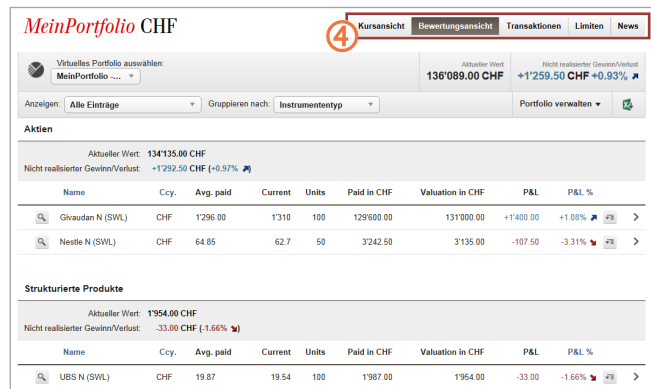 MeinPortfolio CHF
Kursansicht Bewertungsansicht Transaktionen Limiten News
4
Virtuelles Portfolio auswählen:
MeinPortfolio -...
Aktueller Wert
136'089.00 CHF
Nicht realisierter Gewinn/Verlust
+1'259.50 CHF +0.93%
Anzeigen: Alle Einträge Gruppieren nach: Instrumententyp Portfolio verwalten
Aktien
Aktueller Wert: 134'135.00 CHF
Nicht realisierter Gewinn/Verlust: +1'292.50 CHF (+0.97% )
Name Ccy. Avg. paid Current Units Paid in CHF Valuation in CHF P&L P&L %
Givaudan N (SWL) CHF 1'296.00 1'310 100 129'600.00 131'000.00 +1'400.00 +1.08%
Nestle N (SWL) CHF 64.85 62.7 50 3'242.50 3'135.00 -107.50 -3.31%
Strukturierte Produkte
Aktueller Wert: 1'954.00 CHF
Nicht realisierter Gewinn/Verlust: -33.00 CHF (-1.66% )
Name Ccy. Avg. paid Current Units Paid in CHF Valuation in CHF P&L P&L %
UBS N (SWL) CHF 19.87 19.54 100 1'987.00 1'954.00 -33.00 -1.66%